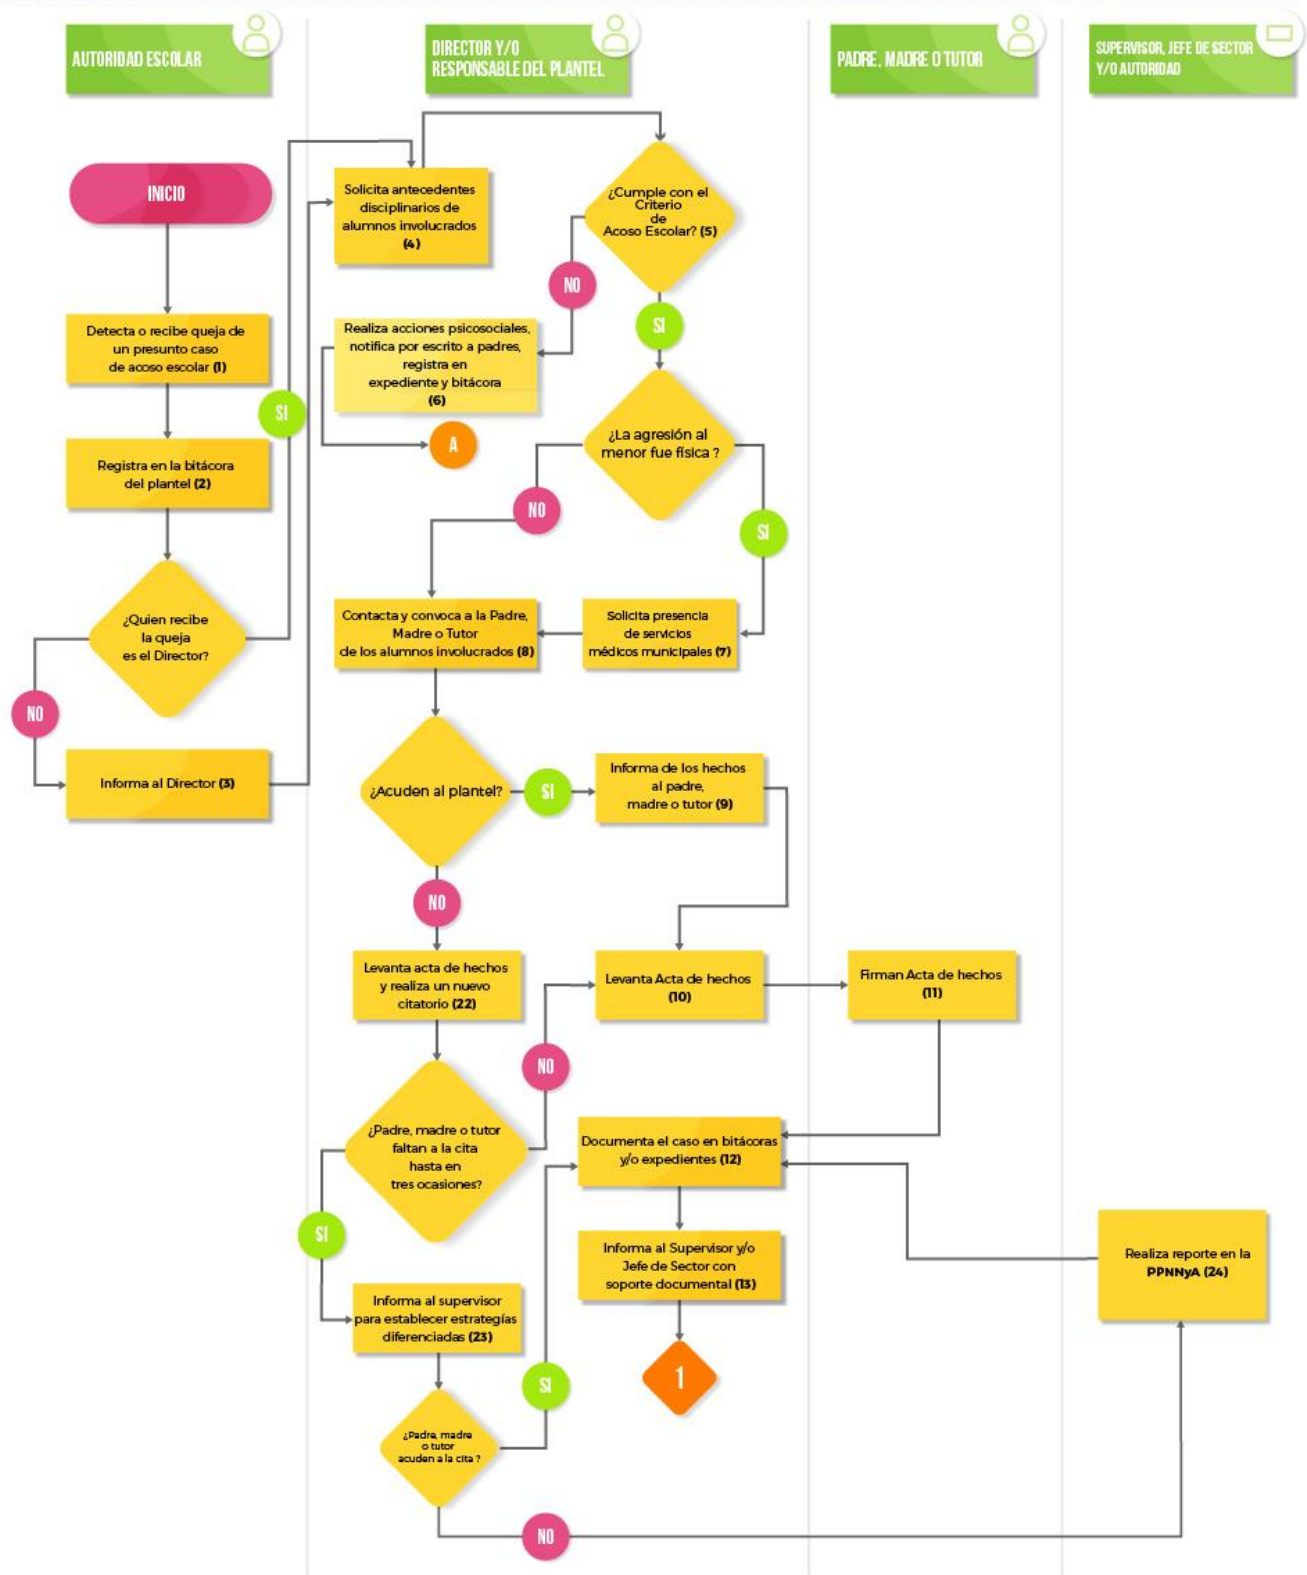 AUTORIDAD ESCOLAR
DIRECTOR Y/O
RESPONSABLE DEL PLANTEL
PADRE, MADRE O TUTOR
SUPERVISOR, JEFE DE SECTOR
Y/O AUTORIDAD
INICIO
Detecta o recibe queja de
un presunto caso
de acoso escolar (1)
Registra en la bitácora
del plantel (2)
¿Quien recibe
la queja
es el Director?
SI
NO
Informa al Director (3)
Solicita antecedentes
disciplinarios de
alumnos involucrados
(4)
¿Cumple con el
Criterio
de
Acoso Escolar? (5)
NO
SI
Realiza acciones psicosociales,
notifica por escrito a padres,
registra en
expediente y bitácora
(6)
A
¿La agresión al
menor fue física ?
NO
SI
Contacta y convoca a la Padre,
Madre o Tutor
de los alumnos involucrados (8)
Solicita presencia
de servicios
médicos municipales (7)
¿Acuden al plantel?
SI
Informa de los hechos
al padre,
madre o tutor (9)
NO
Levanta acta de hechos
y realiza un nuevo
citatorio (22)
Levanta Acta de hechos
(10)
Firman Acta de hechos
(11)
NO
¿Padre, madre o tutor
faltan a la cita
hasta en
tres ocasiones?
Documenta el caso en bitácoras
y/o expedientes (12)
SI
Informa al Supervisor y/o
Jefe de Sector con
soporte documental (13)
Realiza reporte en la
PPNNyA (24)
Informa al supervisor
para establecer estrategías
diferenciadas (23)
SI
1
¿Padre, madre
o tutor
acuden a la cita ?
NO